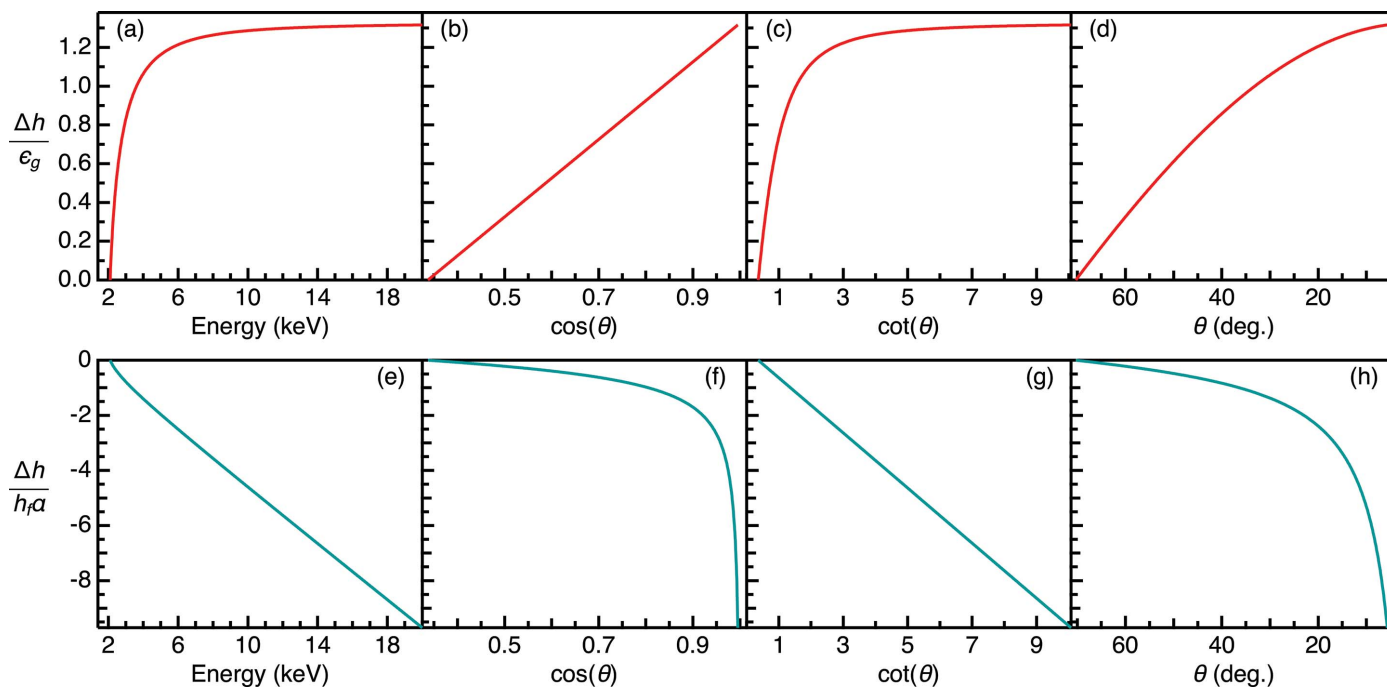 (a) (b) (c) (d)
1.2
1.0
0.8
0.6
0.4
0.2
0.0
Δh
ϵg
2 6 10 14 18 0.5 0.7 0.9 1 3 5 7 9 60 40 20
Energy (keV) cos(θ) cot(θ) θ (deg.)
(e) (f) (g) (h)
0
-2
-4
-6
-8
Δh
hfα
2 6 10 14 18 0.5 0.7 0.9 1 3 5 7 9 60 40 20
Energy (keV) cos(θ) cot(θ) θ (deg.)